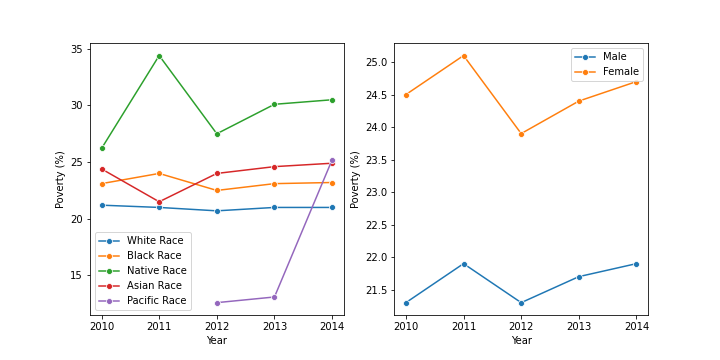 35
30
25
20
15
Poverty (%)
White Race
Black Race
Native Race
Asian Race
Pacific Race
2010 2011 2012 2013 2014
Year
25.0
24.5
24.0
23.5
23.0
22.5
22.0
21.5
Poverty (%)
Male
Female
2010 2011 2012 2013 2014
Year